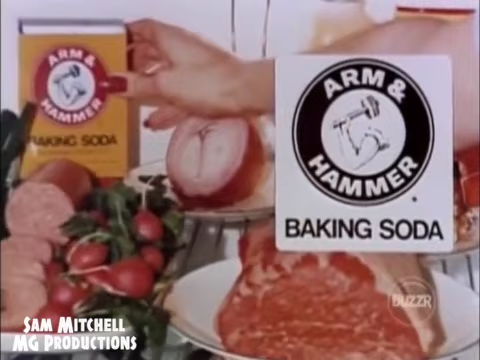 ARM &
HAMMER
BAKING SODA
ARM &
HAMMER
BAKING SODA
BUZZR
SAM MITCHELL
MG PRODUCTIONS